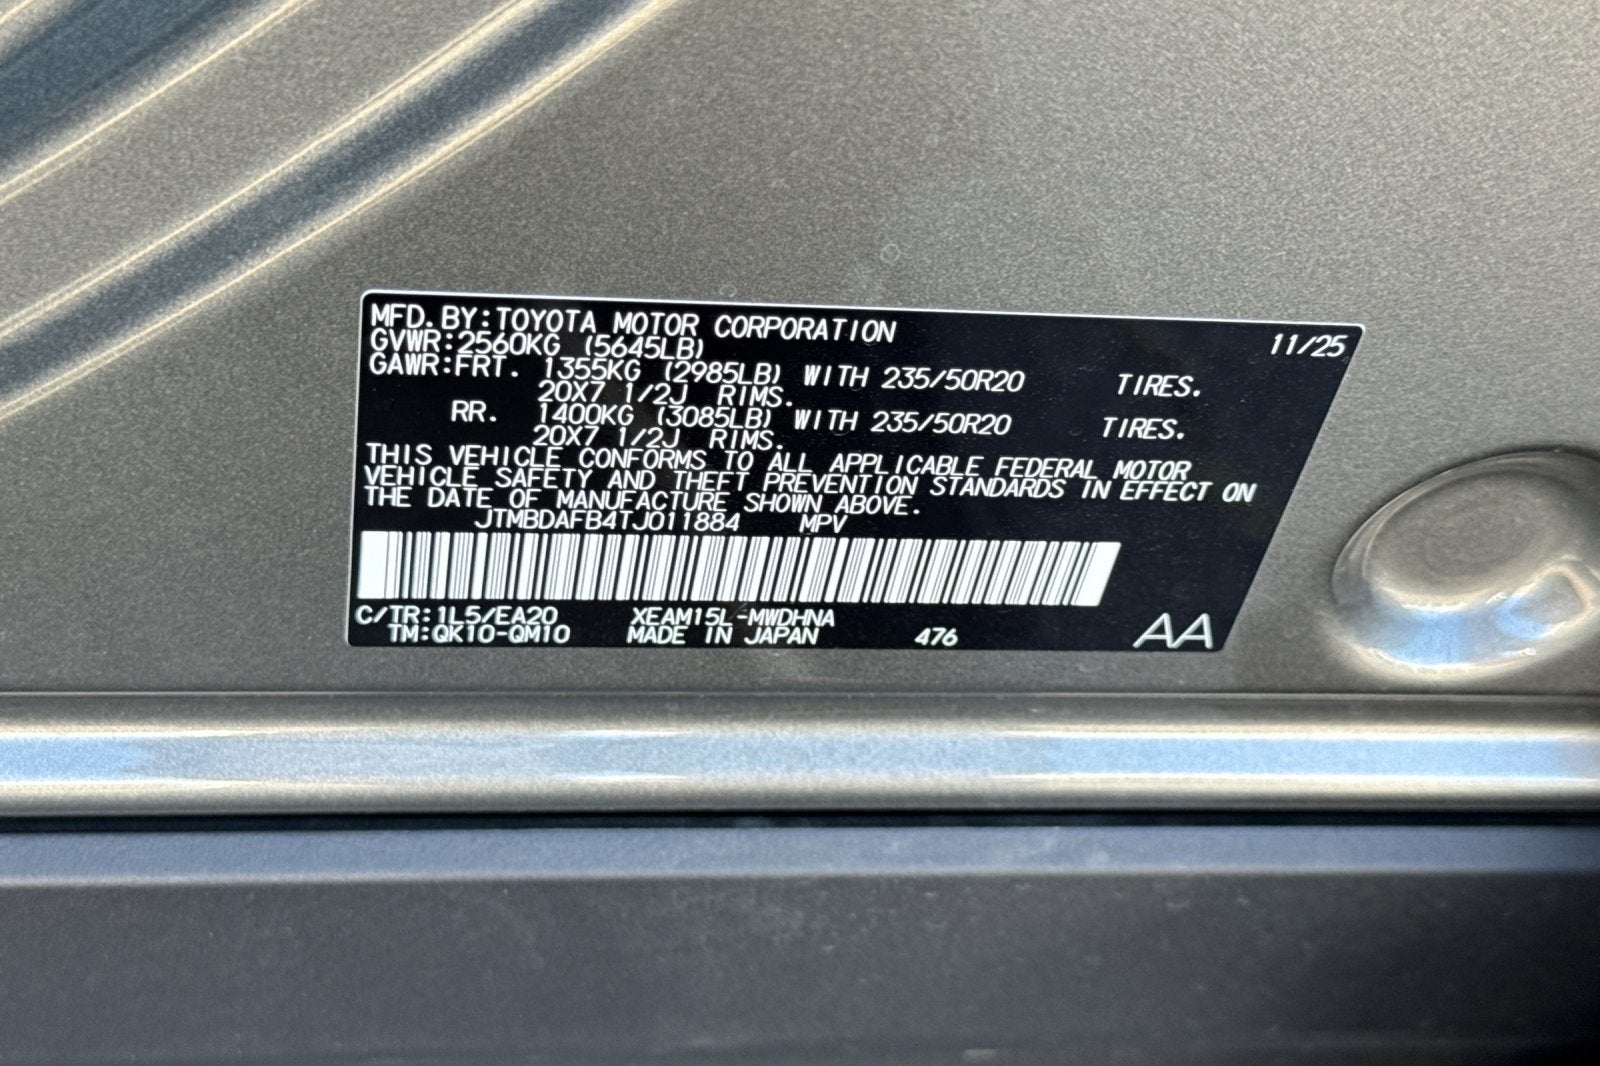 MFD. BY: TOYOTA MOTOR CORPORATION 11/25
GVWR: 2560KG (5645LB)
GAWR: FRT. 1355KG (2985LB) WITH 235/50R20 TIRES.
20X7 1/2J RIMS.
RR. 1400KG (3085LB) WITH 235/50R20 TIRES.
20X7 1/2J RIMS.
THIS VEHICLE CONFORMS TO ALL APPLICABLE FEDERAL MOTOR
VEHICLE SAFETY AND THEFT PREVENTION STANDARDS IN EFFECT ON
THE DATE OF MANUFACTURE SHOWN ABOVE.
JTMBDAFB4TJ011884 MPV
C/TR: 1L5/EA20 XEAM15L-MWDHNA
TM: QK10-QM10 MADE IN JAPAN 476 AA